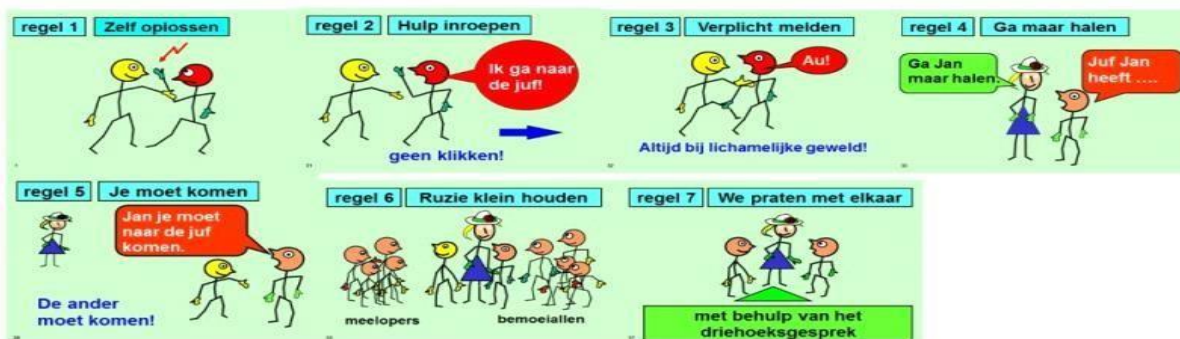 regel 1 Zelf oplossen
regel 2 Hulp inroepen
Ik ga naar
de juf!
geen klikken!
regel 3 Verplicht melden
Au!
Altijd bij lichamelijke geweld!
regel 4 Ga maar halen
Ga Jan
maar halen.
Juf Jan
heeft ....
regel 5 Je moet komen
Jan je moet
naar de juf
komen.
De ander
moet komen!
regel 6 Ruzie klein houden
meelopers
bemoeiallen
regel 7 We praten met elkaar
met behulp van het
driehoeksgesprek